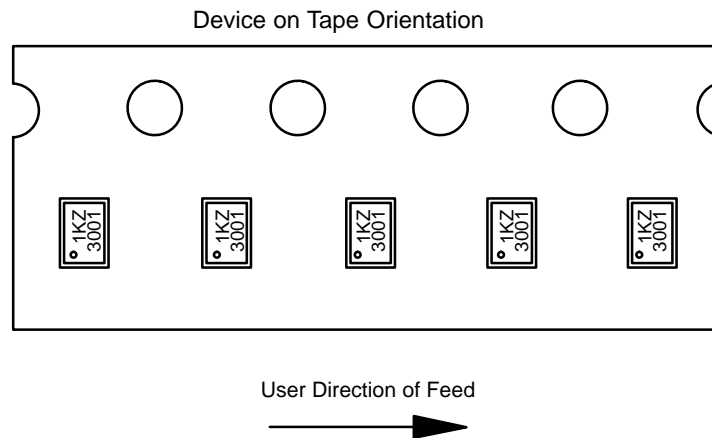 Device on Tape Orientation
1KZ
3001
1KZ
3001
1KZ
3001
1KZ
3001
1KZ
3001
User Direction of Feed